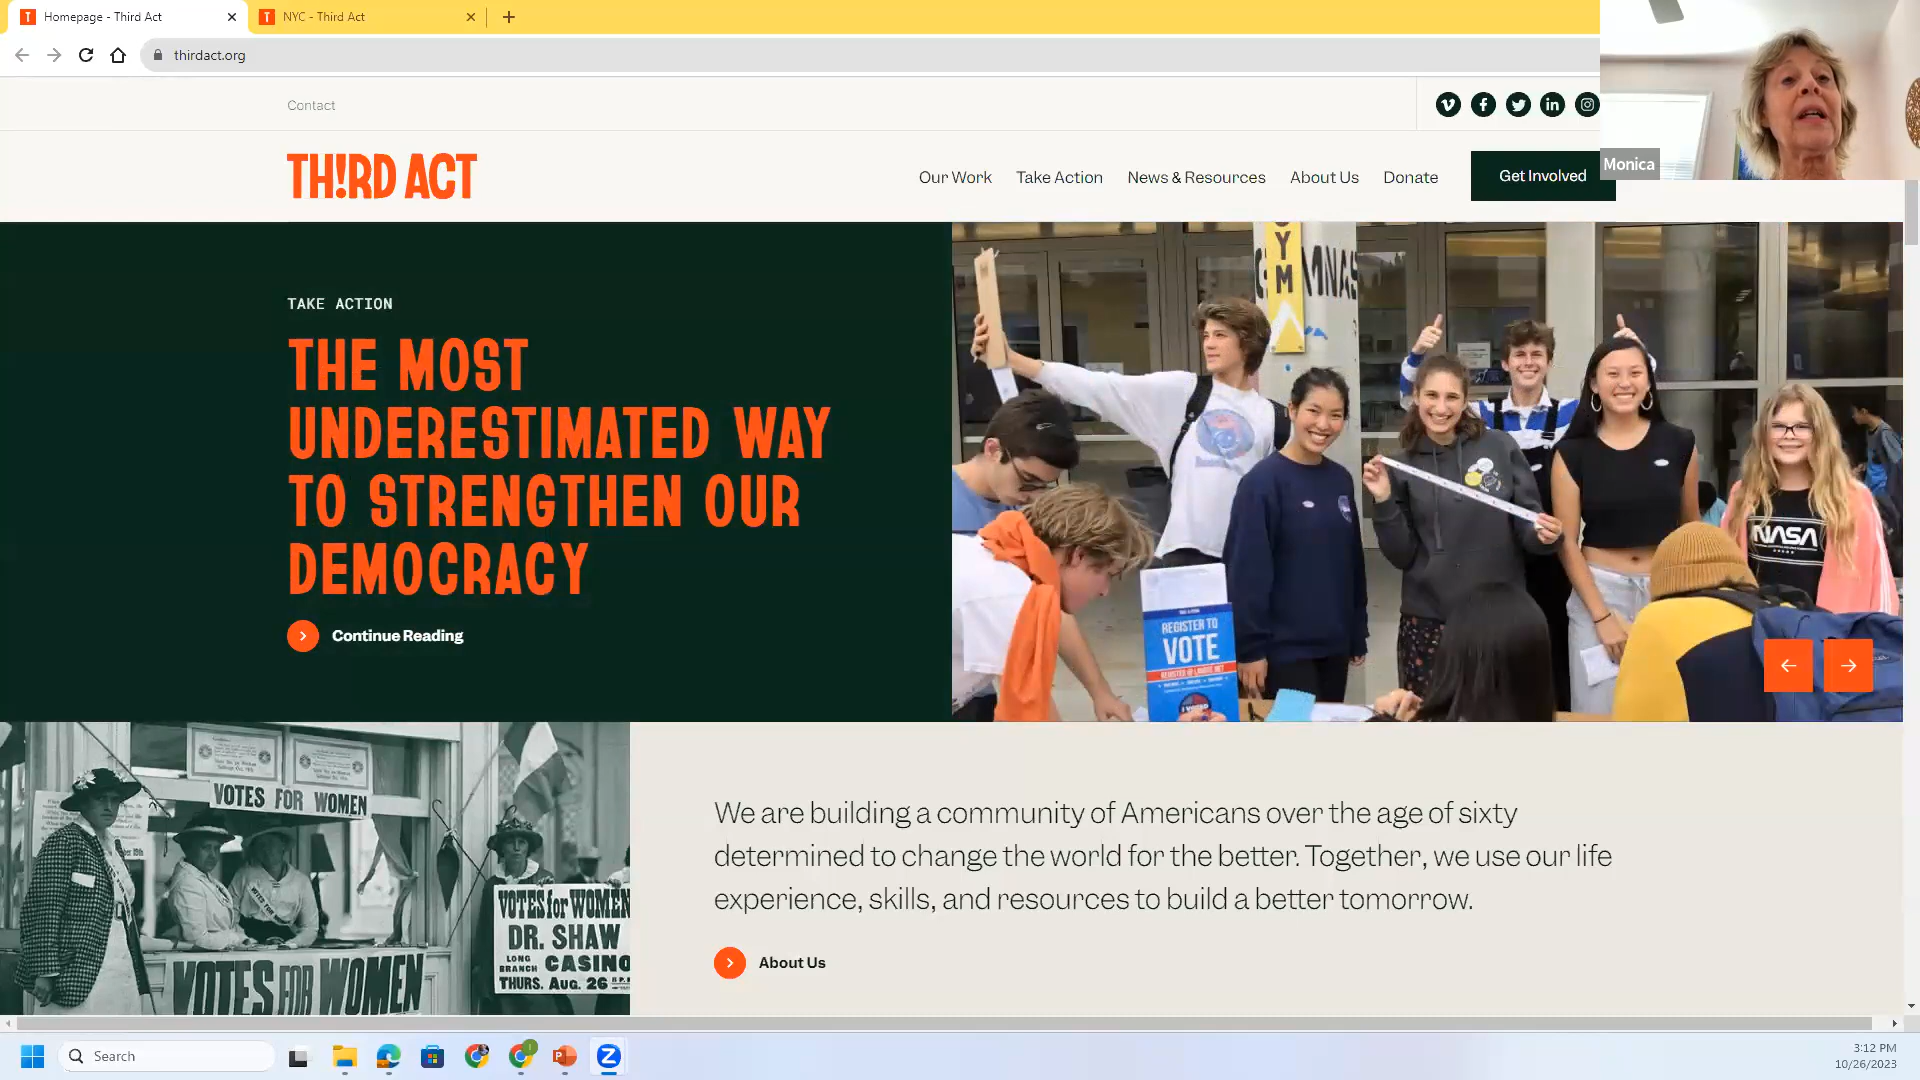 Homepage - Third Act
NYC - Third Act
thirdact.org
Contact
Monica
TH!RD ACT
Our Work
Take Action
News & Resources
About Us
Donate
Get Involved
TAKE ACTION
THE MOST
UNDERESTIMATED WAY
TO STRENGTHEN OUR
DEMOCRACY
Continue Reading
GYM
GYMNAS
NASA
REGISTER TO
VOTE
I VOTED
VOTES FOR WOMEN
VOTES for WOMEN
DR. SHAW
LONG
BRANCH CASINO
THURS. Aug. 26
VOTES FOR WOMEN
We are building a community of Americans over the age of sixty
determined to change the world for the better. Together, we use our life
experience, skills, and resources to build a better tomorrow.
About Us
Search
3:12 PM
10/26/2023